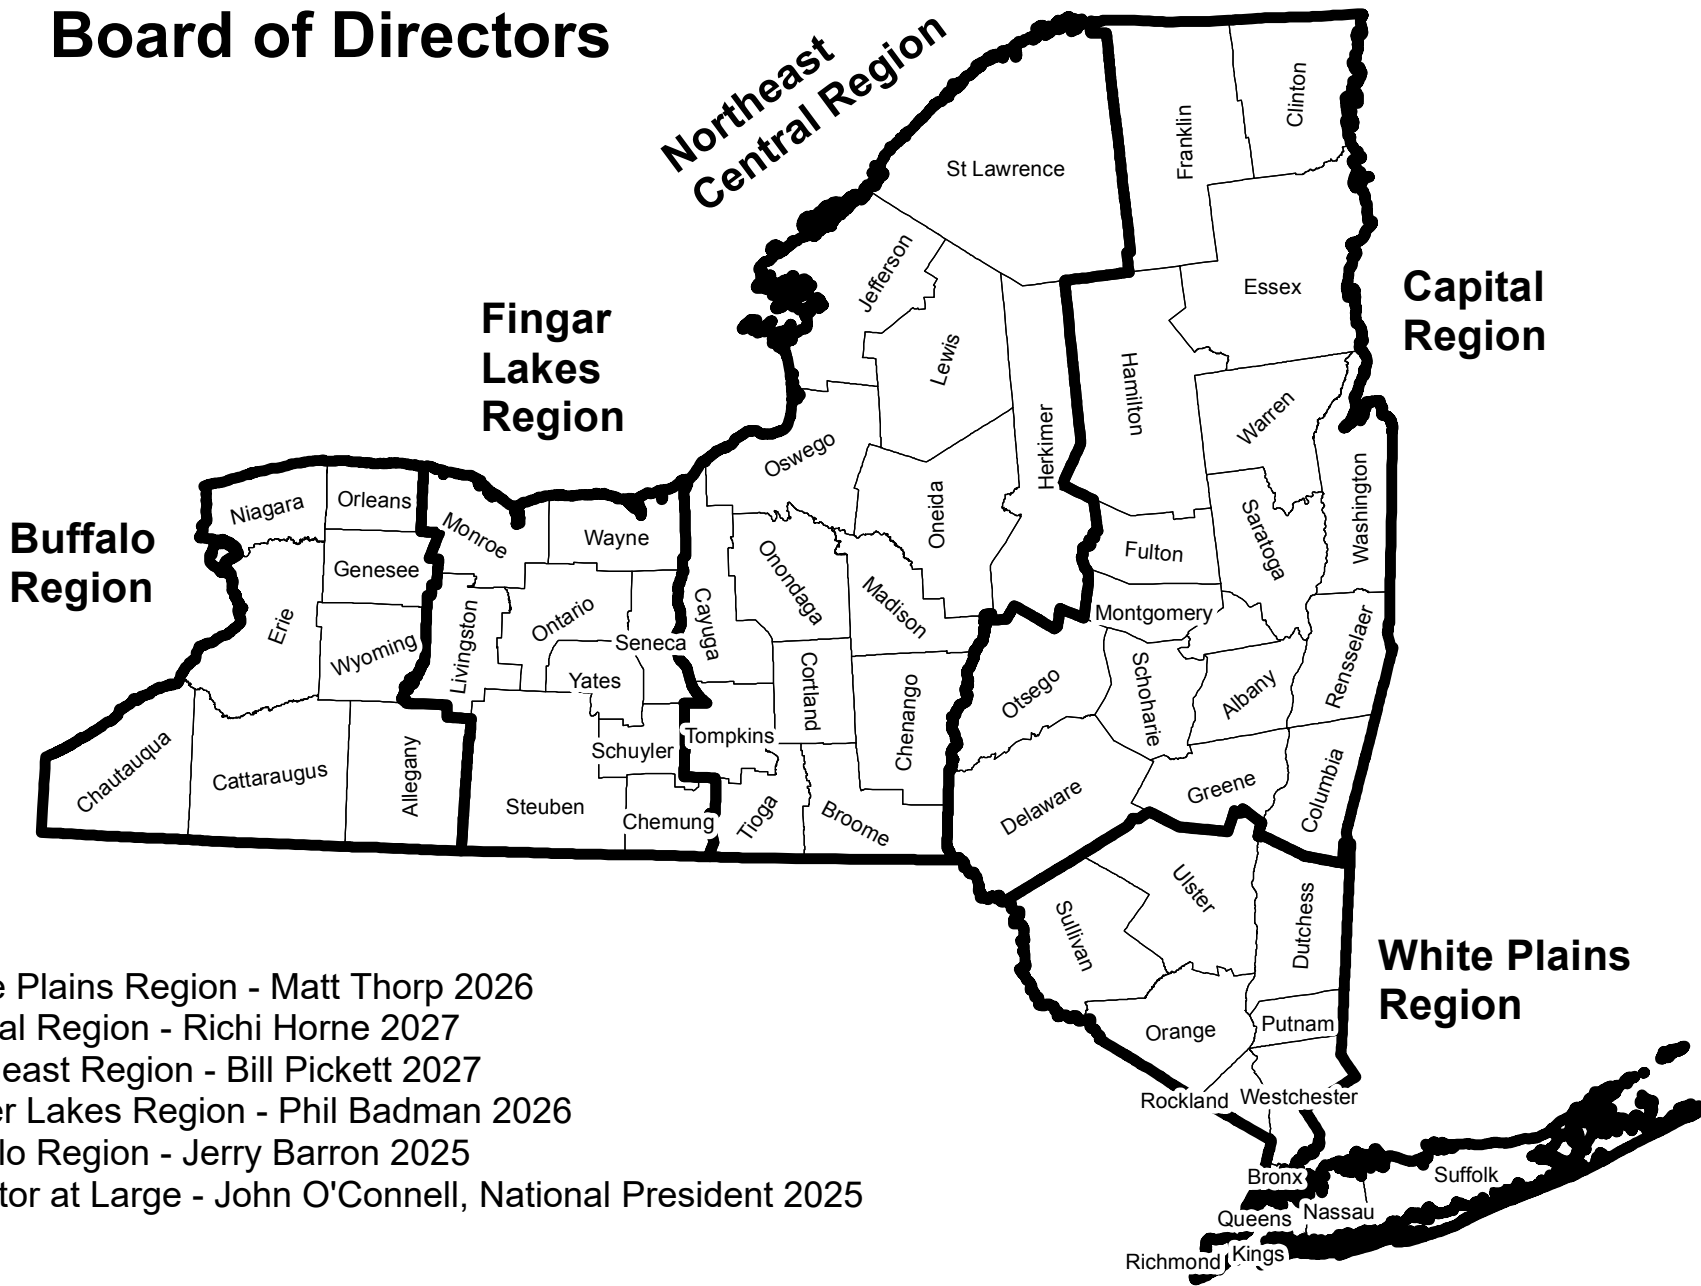 Board of Directors
Northeast
Central Region
Fingar
Lakes
Region
Capital
Region
Buffalo
Region
White Plains
Region
St Lawrence
Franklin
Clinton
Jefferson
Essex
Lewis
Hamilton
Herkimer
Warren
Oswego
Washington
Niagara
Orleans
Monroe
Wayne
Oneida
Saratoga
Fulton
Genesee
Onondaga
Madison
Erie
Wyoming
Livingston
Ontario
Seneca
Cayuga
Montgomery
Rensselaer
Yates
Cortland
Chenango
Otsego
Schoharie
Albany
Chautauqua
Cattaraugus
Allegany
Steuben
Schuyler
Tompkins
Chemung
Tioga
Broome
Delaware
Greene
Columbia
Ulster
Sullivan
Dutchess
Orange
Putnam
Rockland
Westchester
Bronx
Suffolk
Queens
Nassau
Richmond
Kings
e Plains Region - Matt Thorp 2026
al Region - Richi Horne 2027
east Region - Bill Pickett 2027
er Lakes Region - Phil Badman 2026
lo Region - Jerry Barron 2025
tor at Large - John O'Connell, National President 2025